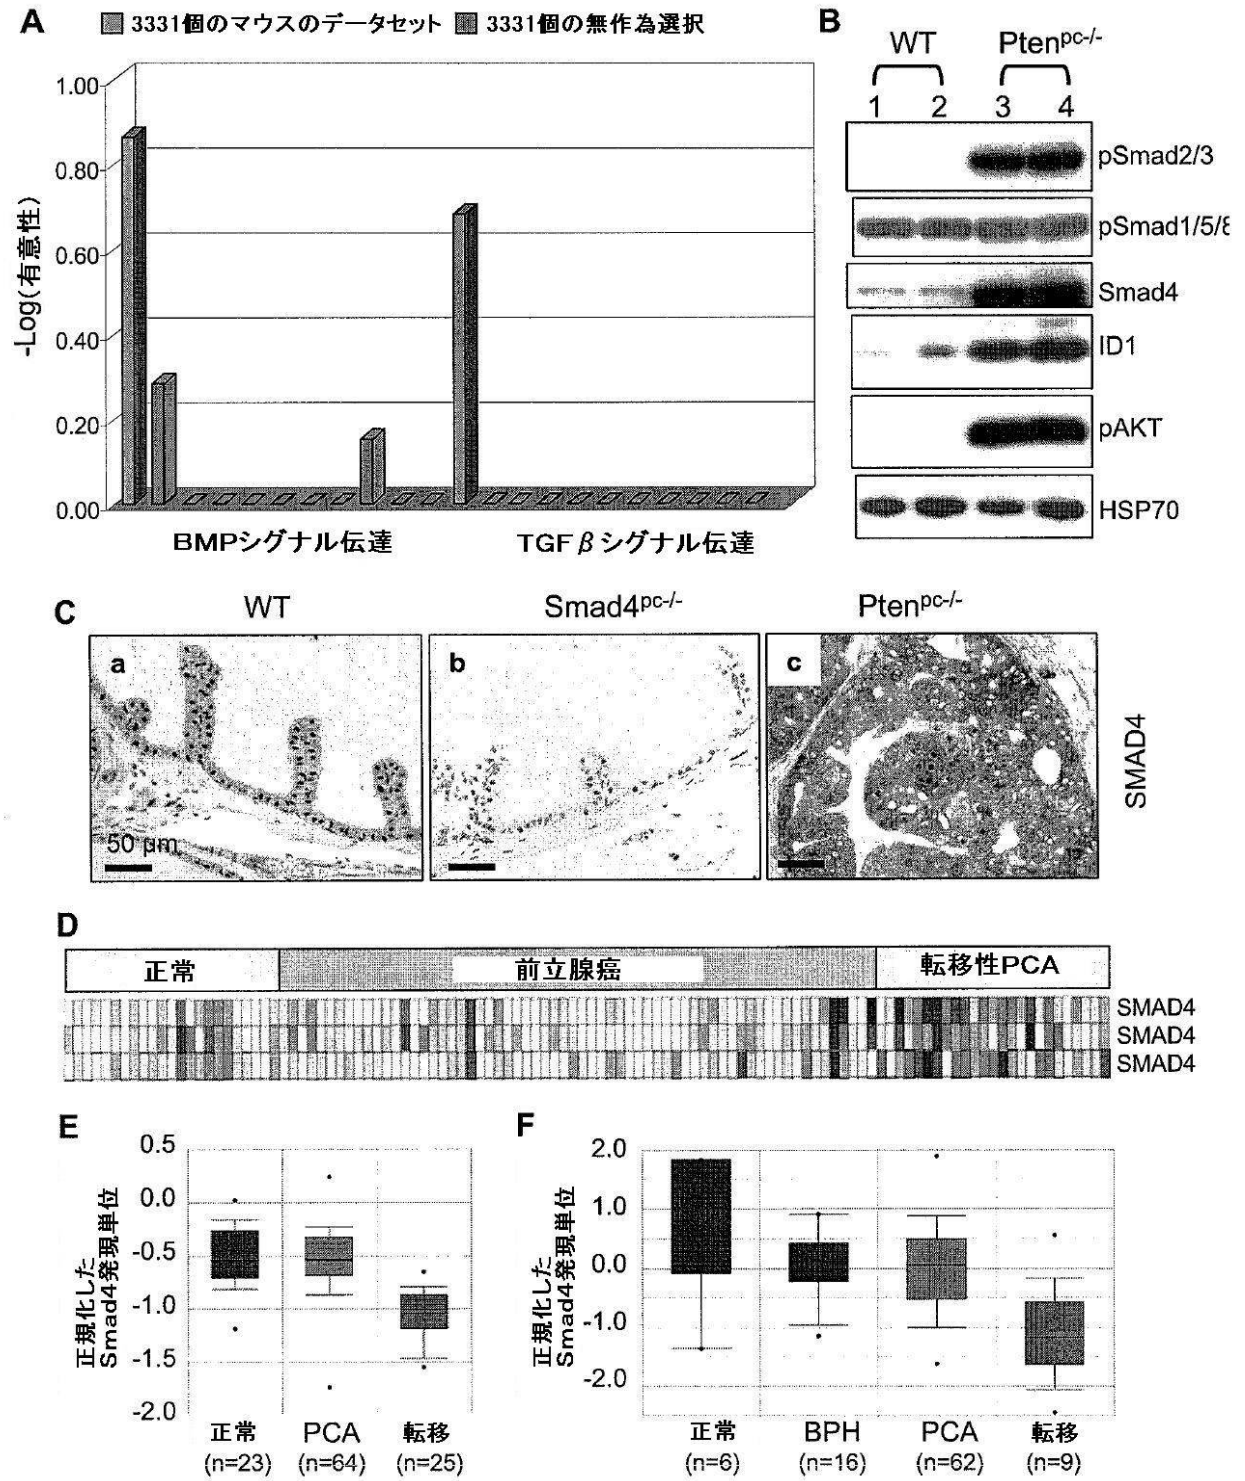 A
3331個のマウスのデータセット 3331個の無作為選択
-Log(有意性)
1.00
0.80
0.60
0.40
0.20
0.00
BMPシグナル伝達 TGFβシグナル伝達
B
WT Ptenpc-/-
1 2 3 4
pSmad2/3
pSmad1/5/8
Smad4
ID1
pAKT
HSP70
C
WT Smad4pc-/- Ptenpc-/-
a b c
50 μm
SMAD4
D
正常 前立腺癌 転移性PCA
SMAD4
SMAD4
SMAD4
E
正規化した
Smad4発現単位
0.5
0.0
-0.5
-1.0
-1.5
-2.0
正常 PCA 転移
(n=23) (n=64) (n=25)
F
正規化した
Smad4発現単位
2.0
1.0
0.0
-1.0
-2.0
正常 BPH PCA 転移
(n=6) (n=16) (n=62) (n=9)